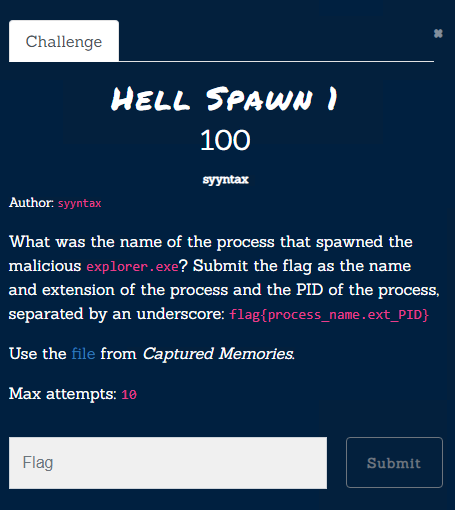 Challenge
✖
Hell Spawn 1
100
syyntax
Author: syyntax
What was the name of the process that spawned the
malicious explorer.exe? Submit the flag as the name
and extension of the process and the PID of the process,
separated by an underscore: flag{process_name.ext_PID}
Use the file from Captured Memories.
Max attempts: 10
Flag
Submit